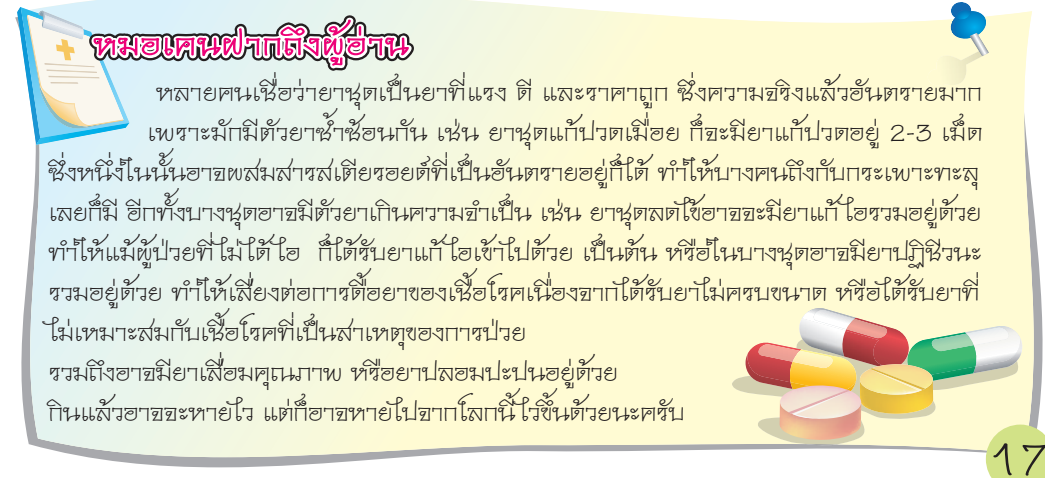 หมอเคนฝากถึงผู้อ่าน
หลายคนเชื่อว่ายาชุดเป็นยาที่แรง ดี และราคาถูก ซึ่งความจริงแล้วอันตรายมาก
เพราะมักมีตัวยาซ้ำซ้อนกัน เช่น ยาชุดแก้ปวดเมื่อย ก็จะมียาแก้ปวดอยู่ 2-3 เม็ด
ซึ่งหนึ่งในนั้นอาจผสมสารสเตียรอยด์ที่เป็นอันตรายอยู่ก็ได้ ทำให้บางคนถึงกับกระเพาะทะลุ
เลยก็มี อีกทั้งบางชุดอาจมีตัวยาเกินความจำเป็น เช่น ยาชุดลดไข้อาจจะมียาแก้ไอรวมอยู่ด้วย
ทำให้แม้ผู้ป่วยที่ไม่ได้ไอ ก็ได้รับยาแก้ไอเข้าไปด้วย เป็นต้น หรือในบางชุดอาจมียาปฏิชีวนะ
รวมอยู่ด้วย ทำให้เสี่ยงต่อการดื้อยาของเชื้อโรคเนื่องจากได้รับยาไม่ครบขนาด หรือได้รับยาที่
ไม่เหมาะสมกับเชื้อโรคที่เป็นสาเหตุของการป่วย
รวมถึงอาจมียาเสื่อมคุณภาพ หรือยาปลอมปะปนอยู่ด้วย
กินแล้วอาจจะหายไว แต่ก็อาจหายไปจากโลกนี้ไวขึ้นด้วยนะครับ
17